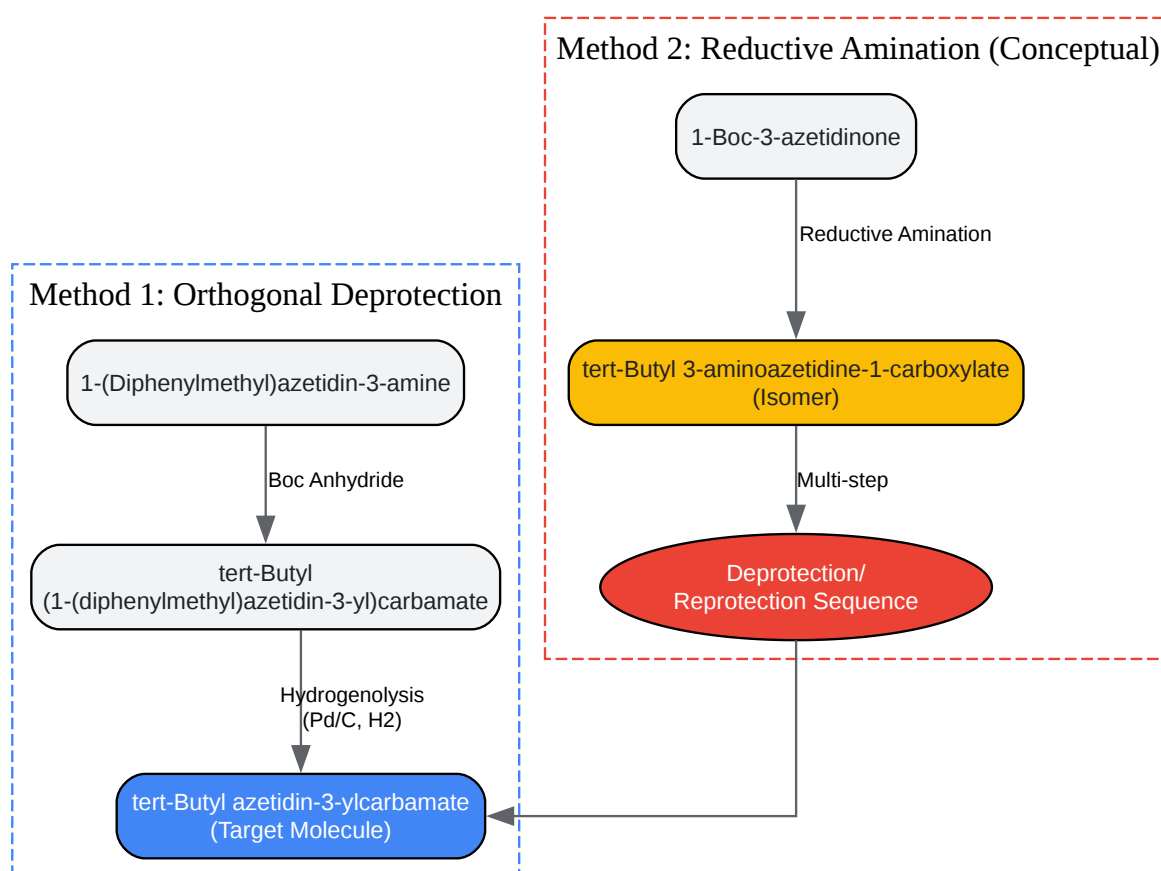 Method 2: Reductive Amination (Conceptual)
1-Boc-3-azetidinone
Reductive Amination
tert-Butyl 3-aminoazetidine-1-carboxylate
(Isomer)
Multi-step
Deprotection/
Reprotection Sequence
Method 1: Orthogonal Deprotection
1-(Diphenylmethyl)azetidin-3-amine
Boc Anhydride
tert-Butyl
(1-(diphenylmethyl)azetidin-3-yl)carbamate
Hydrogenolysis
(Pd/C, H2)
tert-Butyl azetidin-3-ylcarbamate
(Target Molecule)